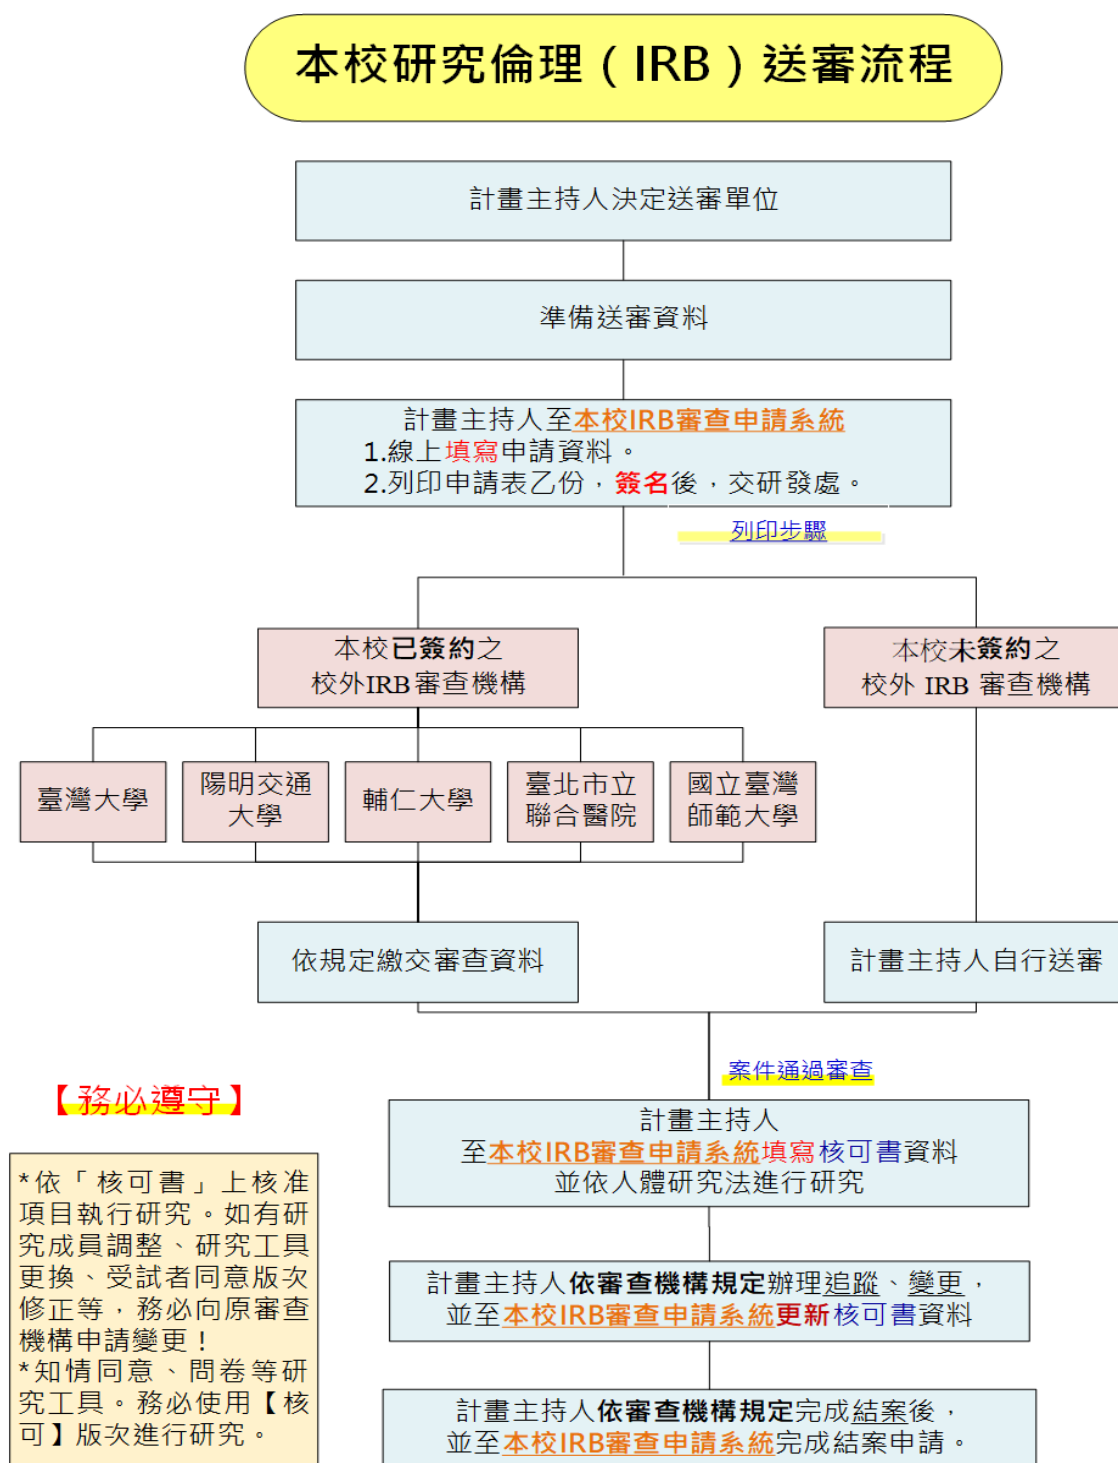 本校研究倫理（IRB）送審流程
計畫主持人決定送審單位
準備送審資料
計畫主持人至本校IRB審查申請系統
1.線上填寫申請資料。
2.列印申請表乙份，簽名後，交研發處。
列印步驟
本校已簽約之
校外IRB審查機構
本校未簽約之
校外 IRB 審查機構
臺灣大學
陽明交通
大學
輔仁大學
臺北市立
聯合醫院
國立臺灣
師範大學
依規定繳交審查資料
計畫主持人自行送審
案件通過審查
計畫主持人
至本校IRB審查申請系統填寫核可書資料
並依人體研究法進行研究
計畫主持人依審查機構規定辦理追蹤、變更，
並至本校IRB審查申請系統更新核可書資料
計畫主持人依審查機構規定完成結案後，
並至本校IRB審查申請系統完成結案申請。
【務必遵守】
*依「核可書」上核准
項目執行研究。如有研
究成員調整、研究工具
更換、受試者同意版次
修正等，務必向原審查
機構申請變更！
*知情同意、問卷等研
究工具。務必使用【核
可】版次進行研究。